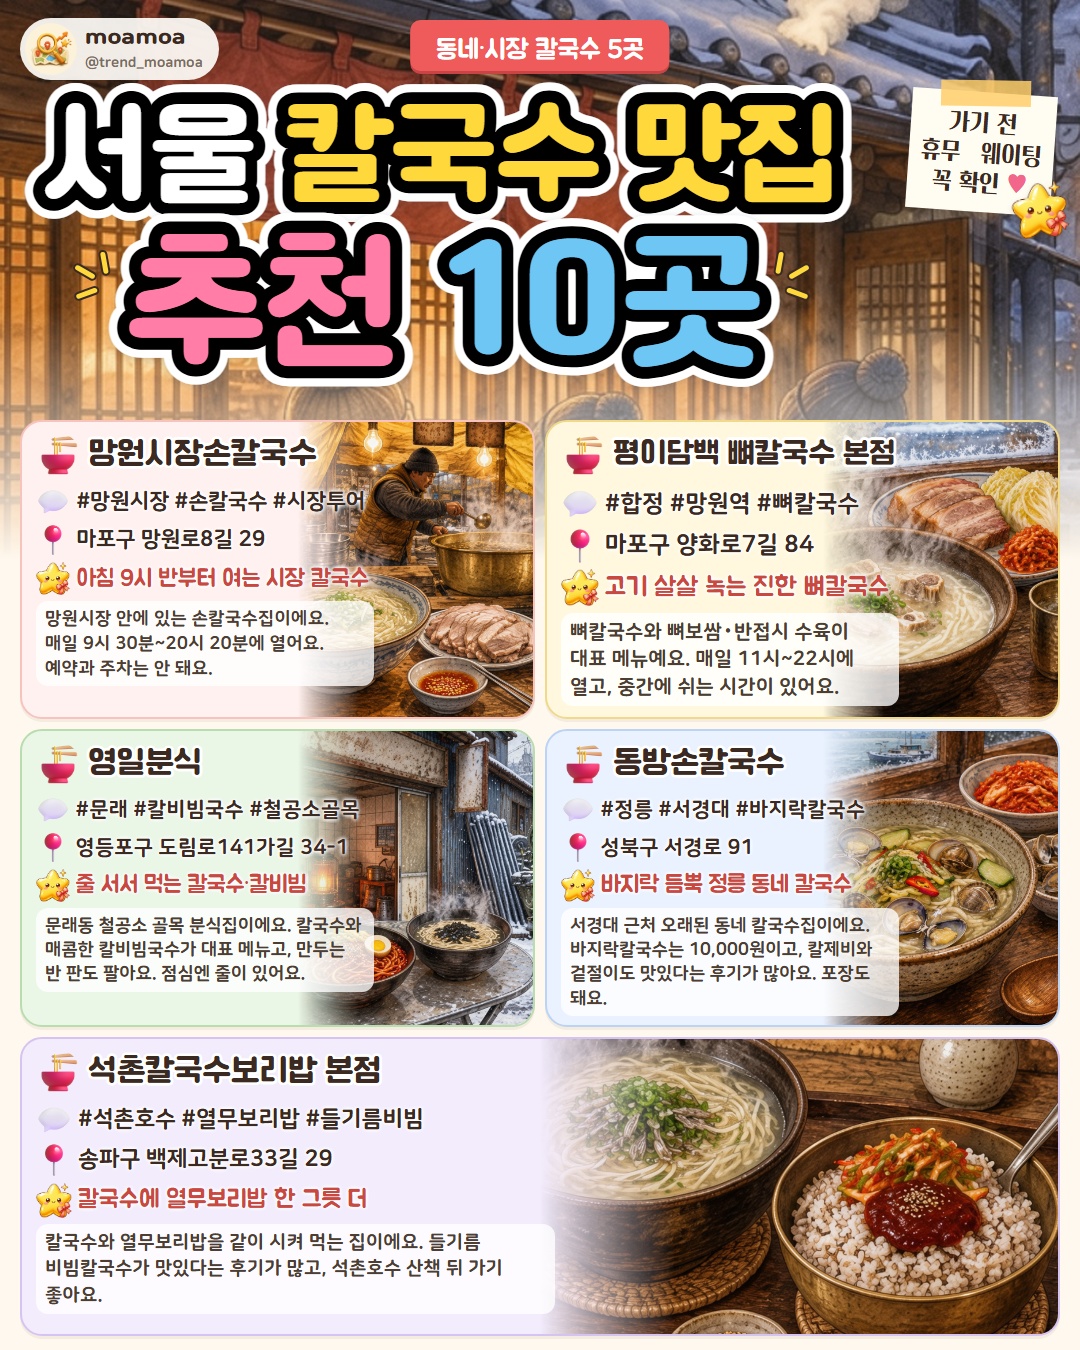 moamoa
@trend_moamoa
동네·시장 칼국수 5곳
서울 칼국수 맛집
추천 10곳
가기 전
휴무 웨이팅
꼭 확인
망원시장손칼국수
#망원시장 #손칼국수 #시장투어
마포구 망원로8길 29
아침 9시 반부터 여는 시장 칼국수
망원시장 안에 있는 손칼국수집이에요.
매일 9시 30분~20시 20분에 열어요.
예약과 주차는 안 돼요.
평이담백 뼈칼국수 본점
#합정 #망원역 #뼈칼국수
마포구 양화로7길 84
고기 살살 녹는 진한 뼈칼국수
뼈칼국수와 뼈보쌈·반접시 수육이
대표 메뉴예요. 매일 11시~22시에
열고, 중간에 쉬는 시간이 있어요.
영일분식
#문래 #칼비빔국수 #철공소골목
영등포구 도림로141가길 34-1
줄 서서 먹는 칼국수·칼비빔
문래동 철공소 골목 분식집이에요. 칼국수와
매콤한 칼비빔국수가 대표 메뉴고, 만두는
반 판도 팔아요. 점심엔 줄이 있어요.
동방손칼국수
#정릉 #서경대 #바지락칼국수
성북구 서경로 91
바지락 듬뿍 정릉 동네 칼국수
서경대 근처 오래된 동네 칼국수집이에요.
바지락칼국수는 10,000원이고, 칼제비와
겉절이도 맛있다는 후기가 많아요. 포장도
돼요.
석촌칼국수보리밥 본점
#석촌호수 #열무보리밥 #들기름비빔
송파구 백제고분로33길 29
칼국수에 열무보리밥 한 그릇 더
칼국수와 열무보리밥을 같이 시켜 먹는 집이에요. 들기름
비빔칼국수가 맛있다는 후기가 많고, 석촌호수 산책 뒤 가기
좋아요.